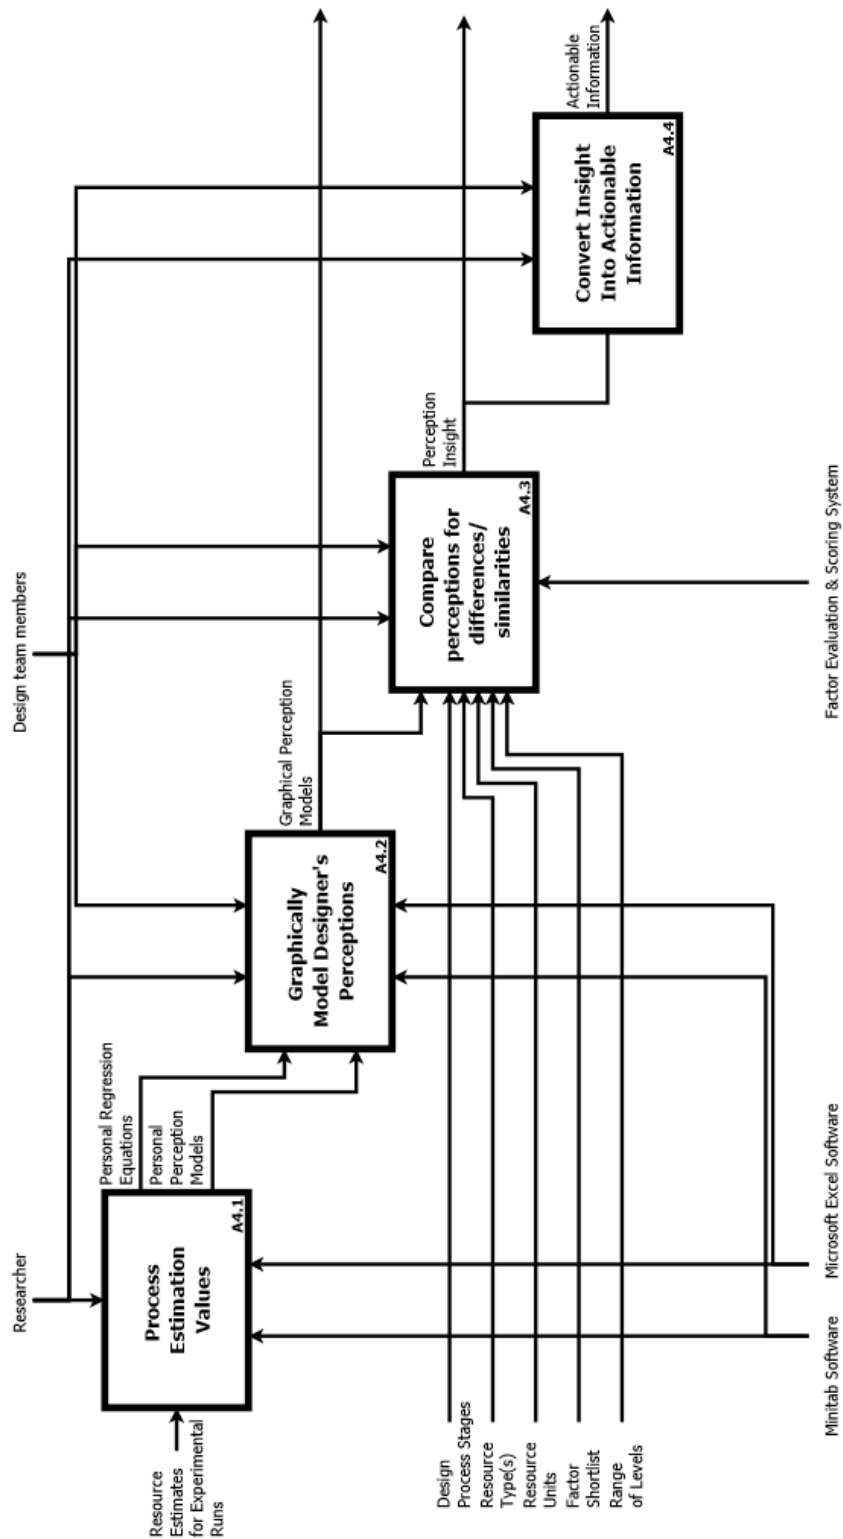 Researcher
Design team members
Resource
Estimates
for Experimental
Runs
Process
Estimation
Values
A4.1
Personal Regression
Equations
Personal
Perception
Models
Graphically
Model Designer's
Perceptions
A4.2
Graphical Perception
Models
Compare
perceptions for
differences/
similarities
A4.3
Perception
Insight
Convert Insight
Into Actionable
Information
A4.4
Actionable
Information
Design
Process Stages
Resource
Type(s)
Resource
Units
Factor
Shortlist
Range
of Levels
Minitab Software
Microsoft Excel Software
Factor Evaluation & Scoring System